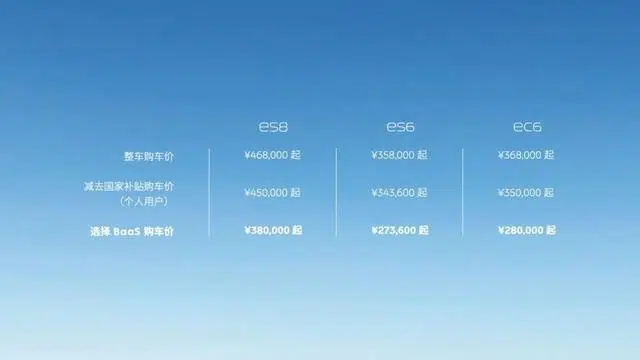 es8 es6 ec6
整车购车价 ¥468,000 起 ¥358,000 起 ¥368,000 起
减去国家补贴购车价
（个人用户） ¥450,000 起 ¥343,600 起 ¥350,000 起
选择 BaaS 购车价 ¥380,000 起 ¥273,600 起 ¥280,000 起